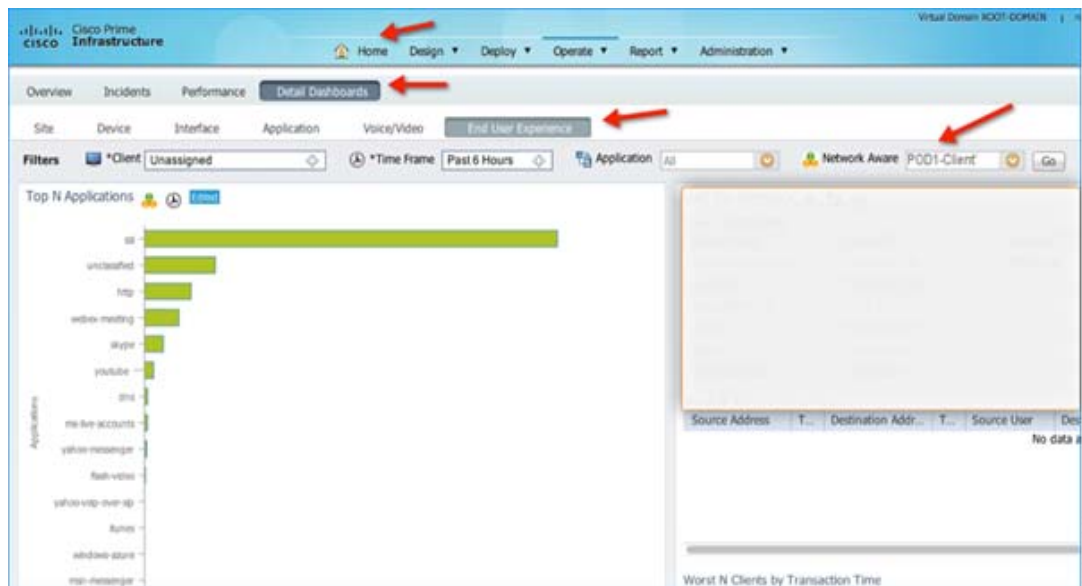 Virtual Domain ROOT-DOMAIN
Cisco Prime
CISCO Infrastructure
Home Design Deploy Operate Report Administration
Overview Incidents Performance Detail Dashboards
Site Device Interface Application Voice/Video End User Experience
Filters *Client Unassigned *Time Frame Past 6 Hours Application All Network Aware POD1-Client Go
Top N Applications Edited
unclassified
http
webex-meeting
skype
youtube
dns
ms-live-accounts
yahoo-messenger
flash-video
yahoo-voip-over-sip
itunes
windows-azure
msn-messenger
Applications
Source Address T... Destination Addr... T... Source User Des
No data a
Worst N Clients by Transaction Time